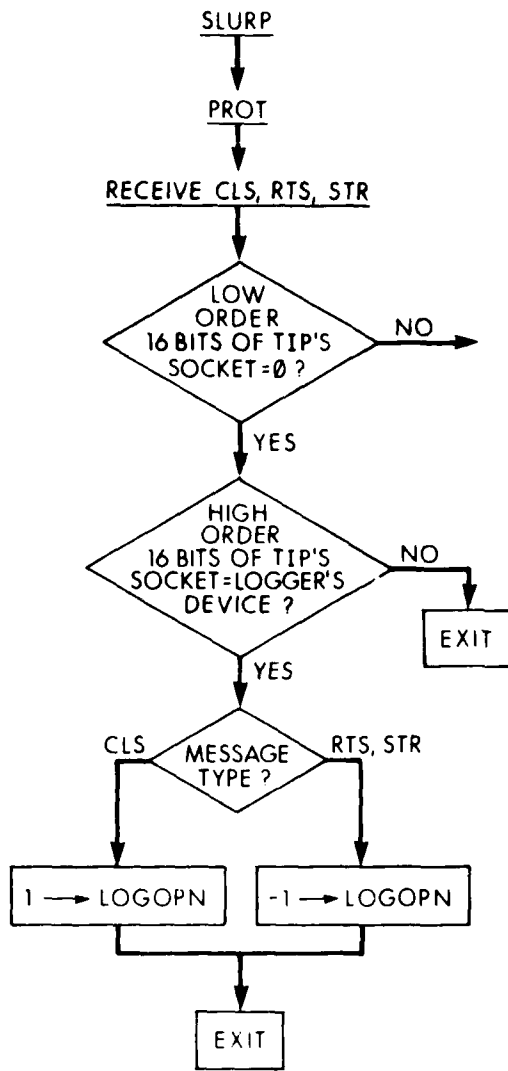 SLURP
PROT
RECEIVE CLS, RTS, STR
LOW
ORDER
16 BITS OF TIP'S
SOCKET=Ø ?
NO
YES
HIGH
ORDER
16 BITS OF TIP'S
SOCKET=LOGGER'S
DEVICE ?
NO
EXIT
YES
CLS
MESSAGE
TYPE ?
RTS, STR
1 → LOGOPN
-1 → LOGOPN
EXIT